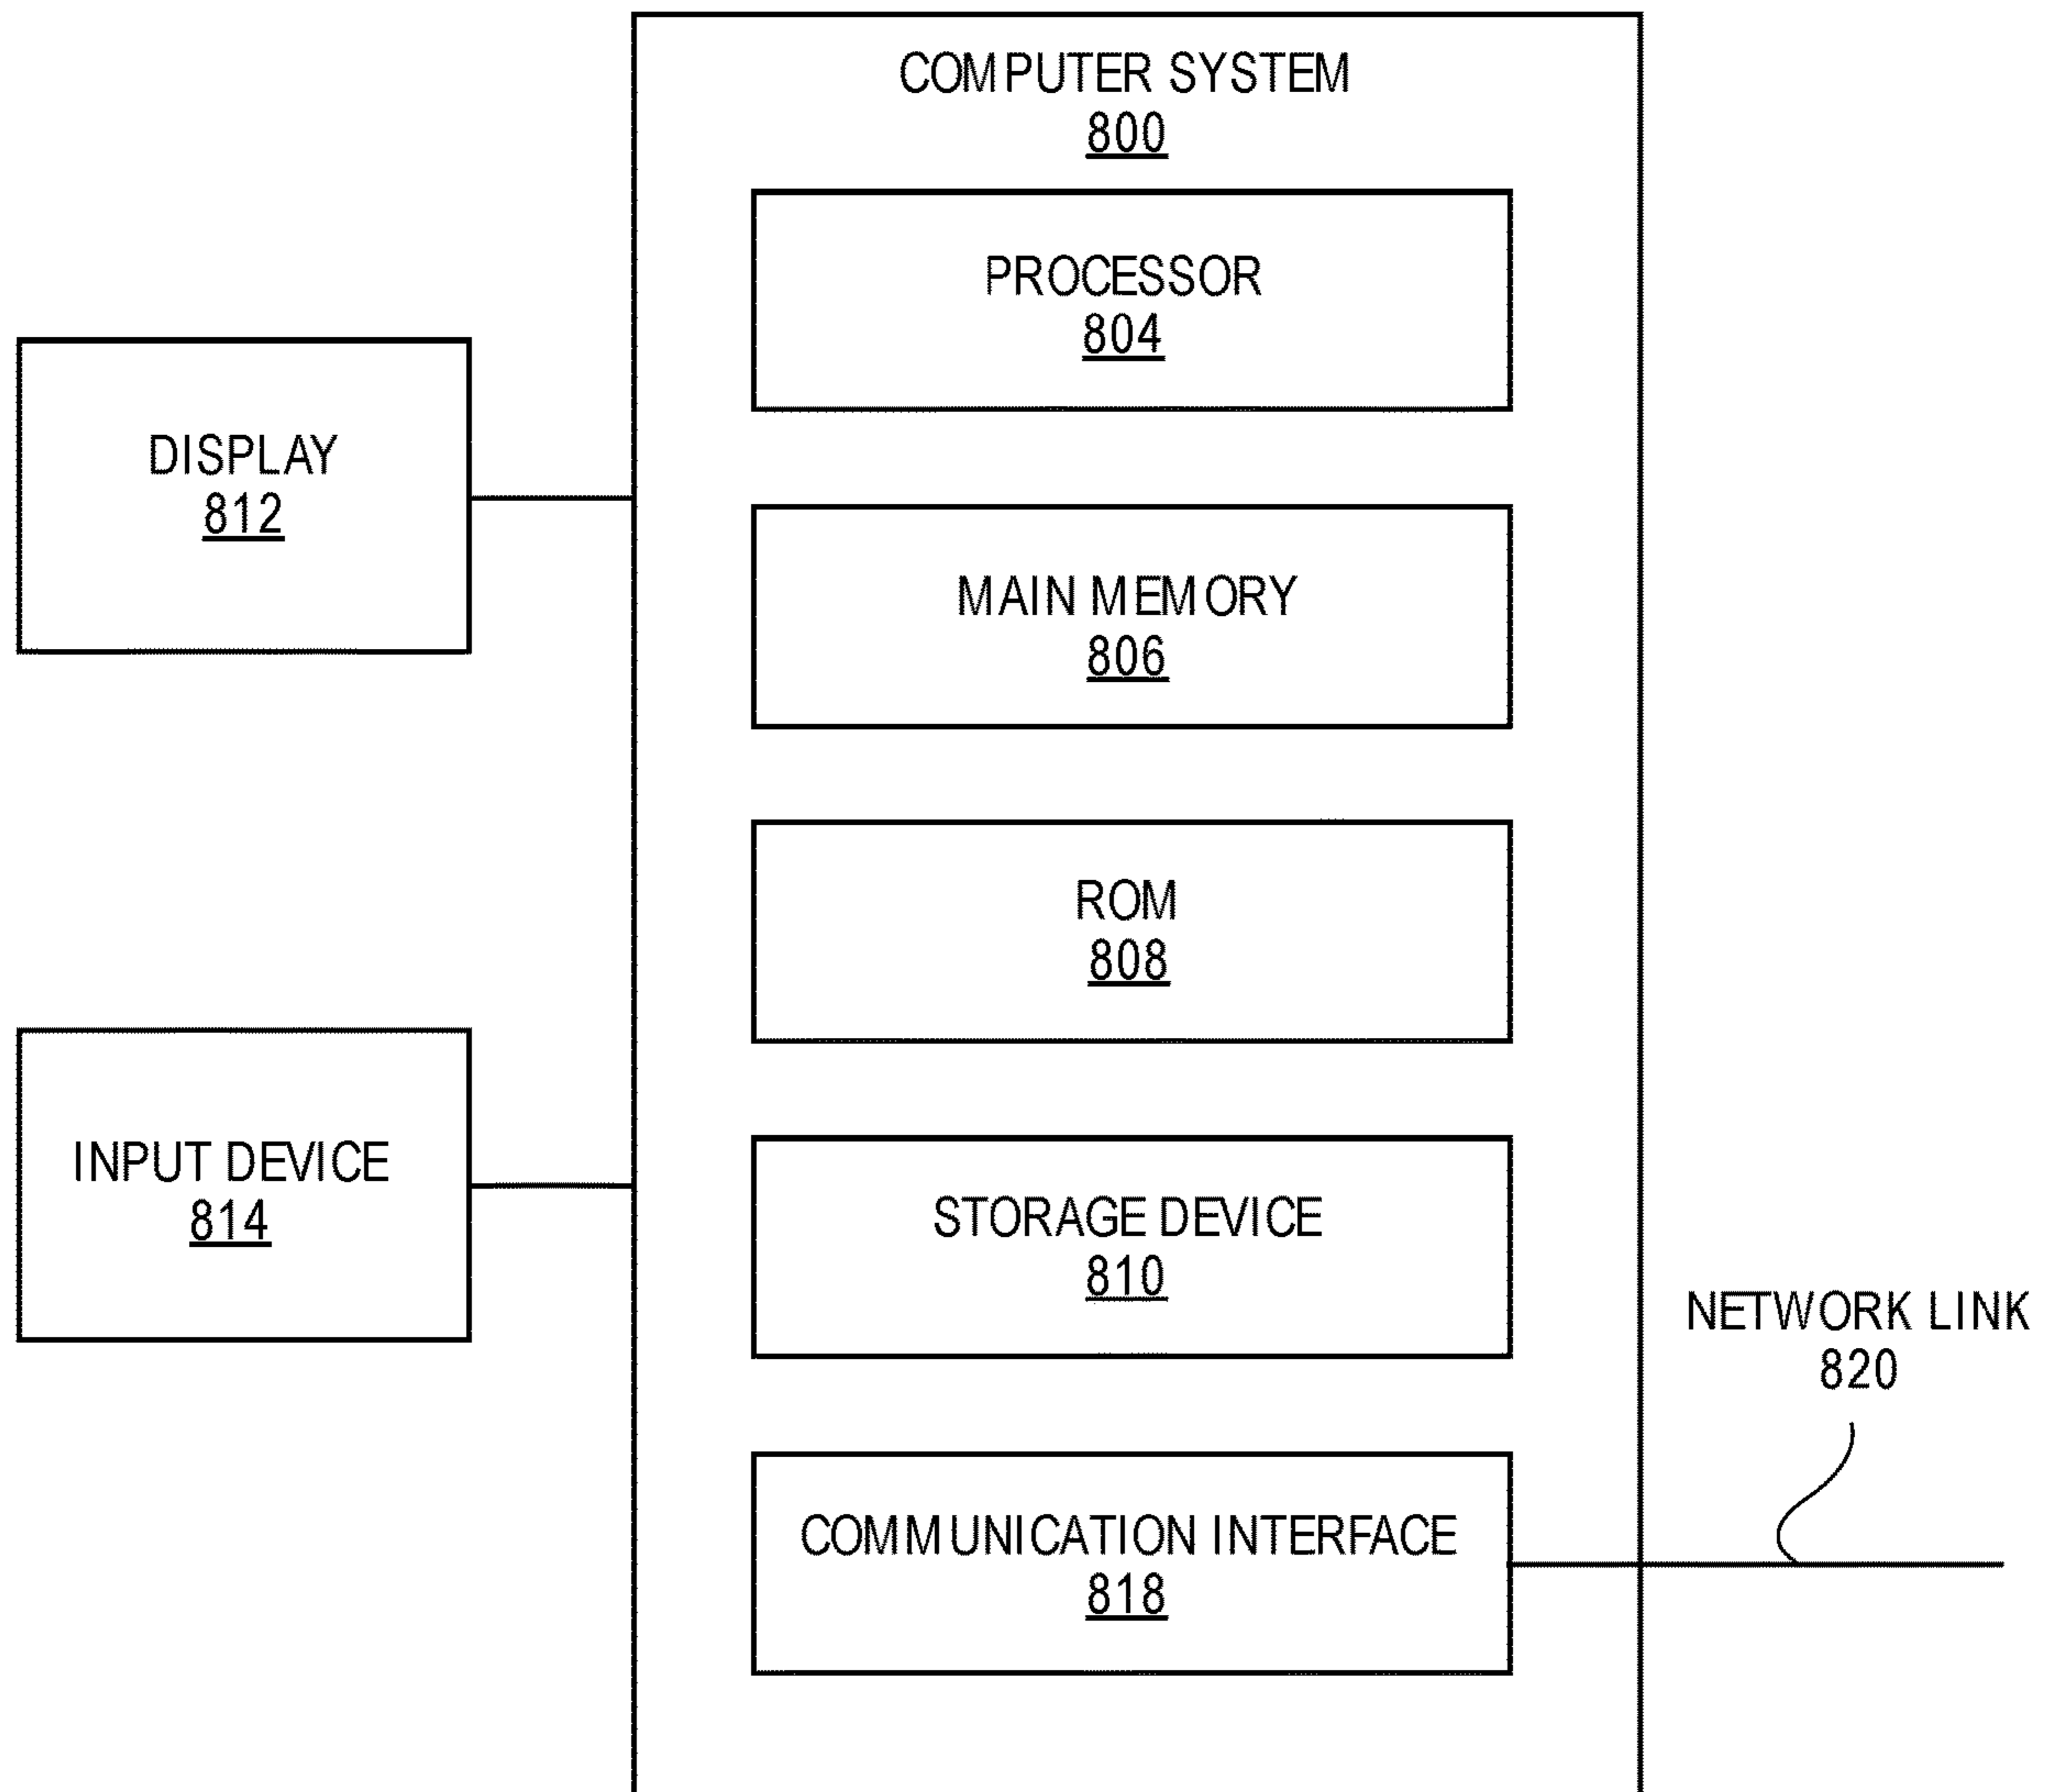 COMPUTER SYSTEM
800
PROCESSOR
804
DISPLAY
812
MAIN MEMORY
806
ROM
808
INPUT DEVICE
814
STORAGE DEVICE
810
NETWORK LINK
820
COMMUNICATION INTERFACE
818